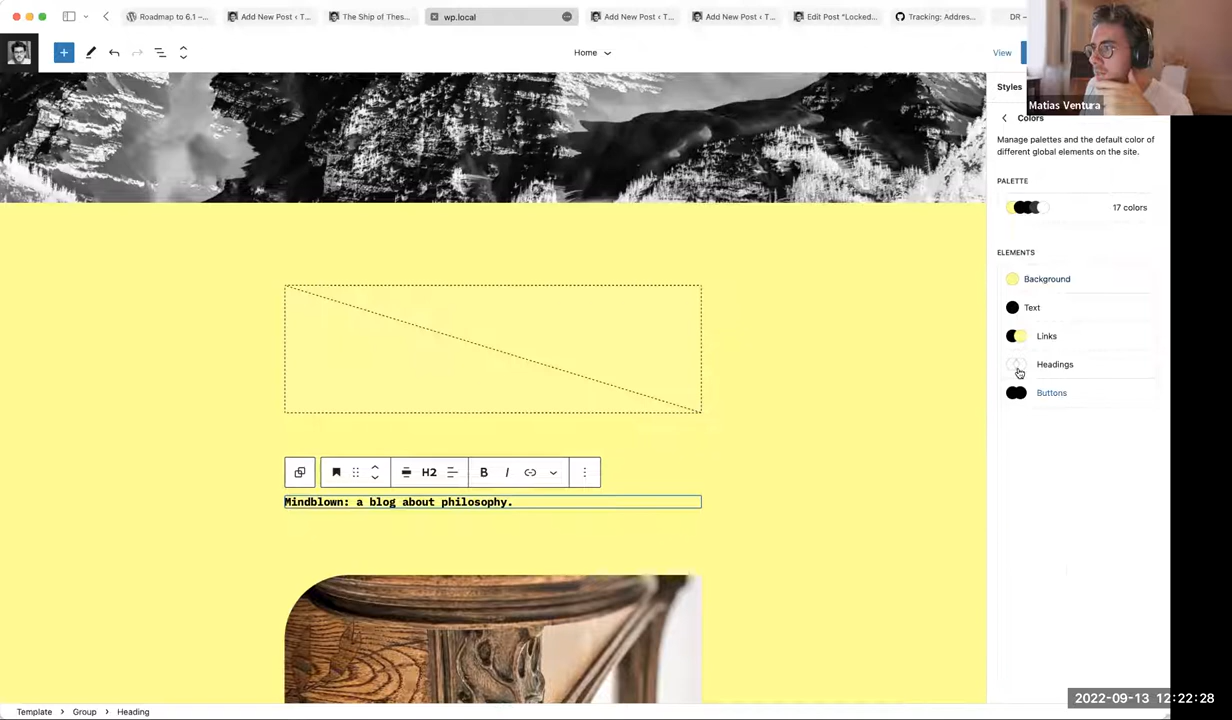 Roadmap to 6.1 –...
Add New Post ‹ T...
The Ship of Thes...
wp.local
Add New Post ‹ T...
Add New Post ‹ T...
Edit Post “Locked...
Tracking: Addres...
DR –
Home
View
Styles
Matias Ventura
Colors
Manage palettes and the default color of
different global elements on the site.
PALETTE
17 colors
ELEMENTS
Background
Text
Links
Headings
Buttons
H2
B
I
Mindblown: a blog about philosophy.
2022-09-13 12:22:28
Template > Group > Heading